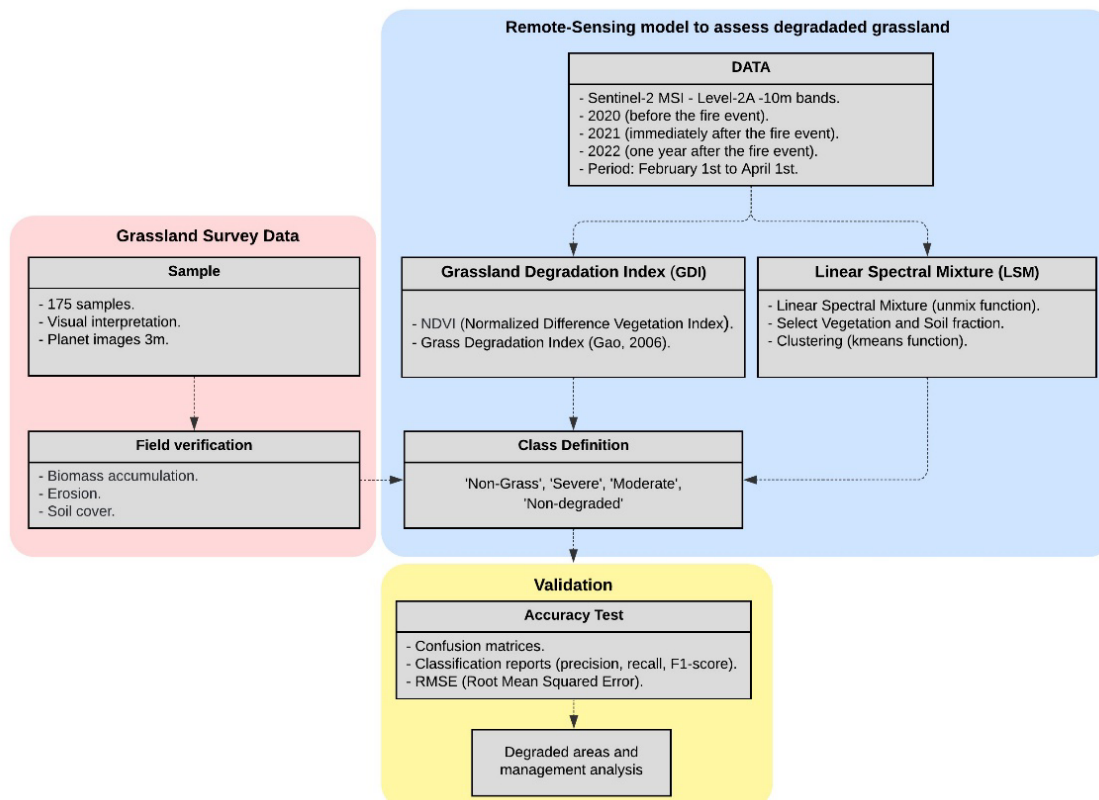 Remote-Sensing model to assess degradaded grassland
DATA
- Sentinel-2 MSI - Level-2A -10m bands.
- 2020 (before the fire event).
- 2021 (immediately after the fire event).
- 2022 (one year after the fire event).
- Period: February 1st to April 1st.
Grassland Survey Data
Sample
- 175 samples.
- Visual interpretation.
- Planet images 3m.
Grassland Degradation Index (GDI)
- NDVI (Normalized Difference Vegetation Index).
- Grass Degradation Index (Gao, 2006).
Linear Spectral Mixture (LSM)
- Linear Spectral Mixture (unmix function).
- Select Vegetation and Soil fraction.
- Clustering (kmeans function).
Field verification
- Biomass accumulation.
- Erosion.
- Soil cover.
Class Definition
'Non-Grass', 'Severe', 'Moderate',
'Non-degraded'
Validation
Accuracy Test
- Confusion matrices.
- Classification reports (precision, recall, F1-score).
- RMSE (Root Mean Squared Error).
Degraded areas and
management analysis